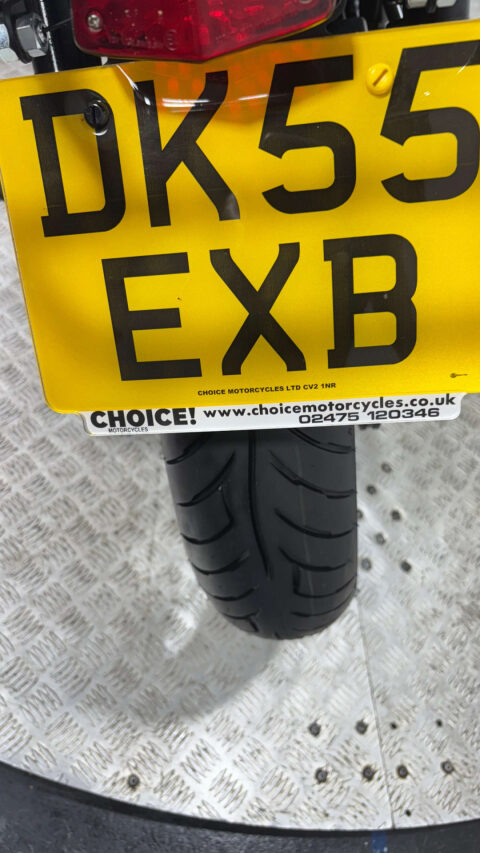 DK55
EXB
CHOICE MOTORCYCLES LTD CV2 1NR
CHOICE! www.choicemotorcycles.co.uk
MOTORCYCLES 02475 120346